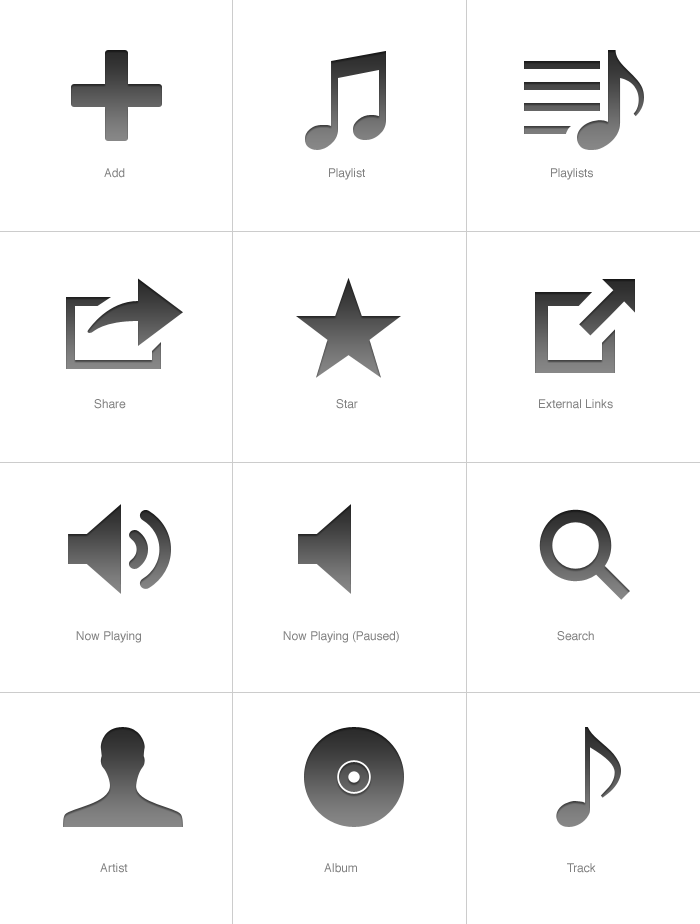 Add
Playlist
Playlists
Share
Star
External Links
Now Playing
Now Playing (Paused)
Search
Artist
Album
Track